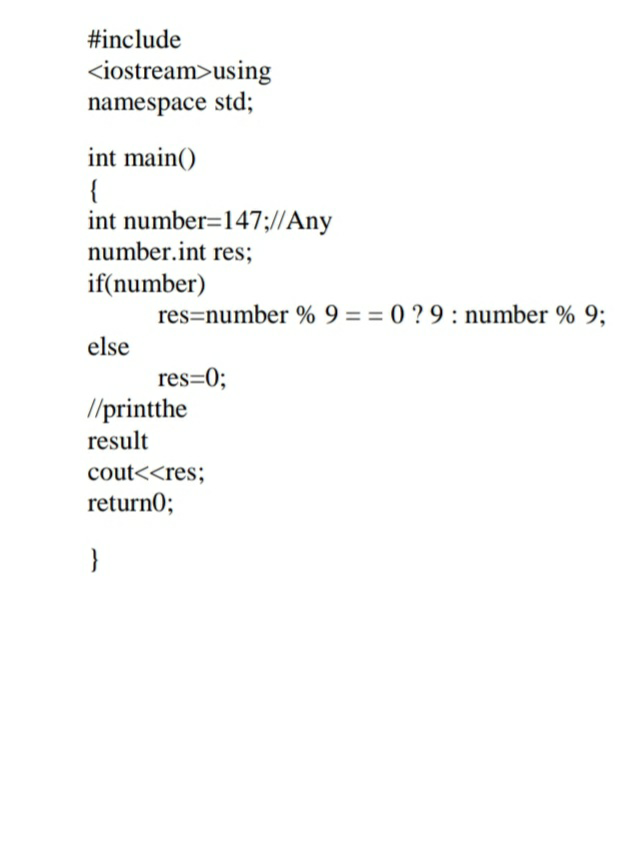 #include
<iostream>using
namespace std;
int main()
{
int number=147;//Any
number.int res;
if(number)
res=number % 9 = = 0 ? 9 : number % 9;
else
res=0;
//printthe
result
cout<<res;
return0;
}